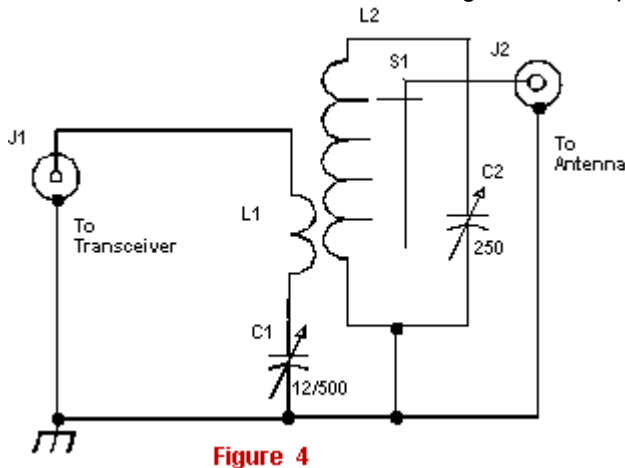 L2
J2
S1
J1
To
Antenna
C2
L1
To
Transceiver
250
C1
12/500
Figure 4